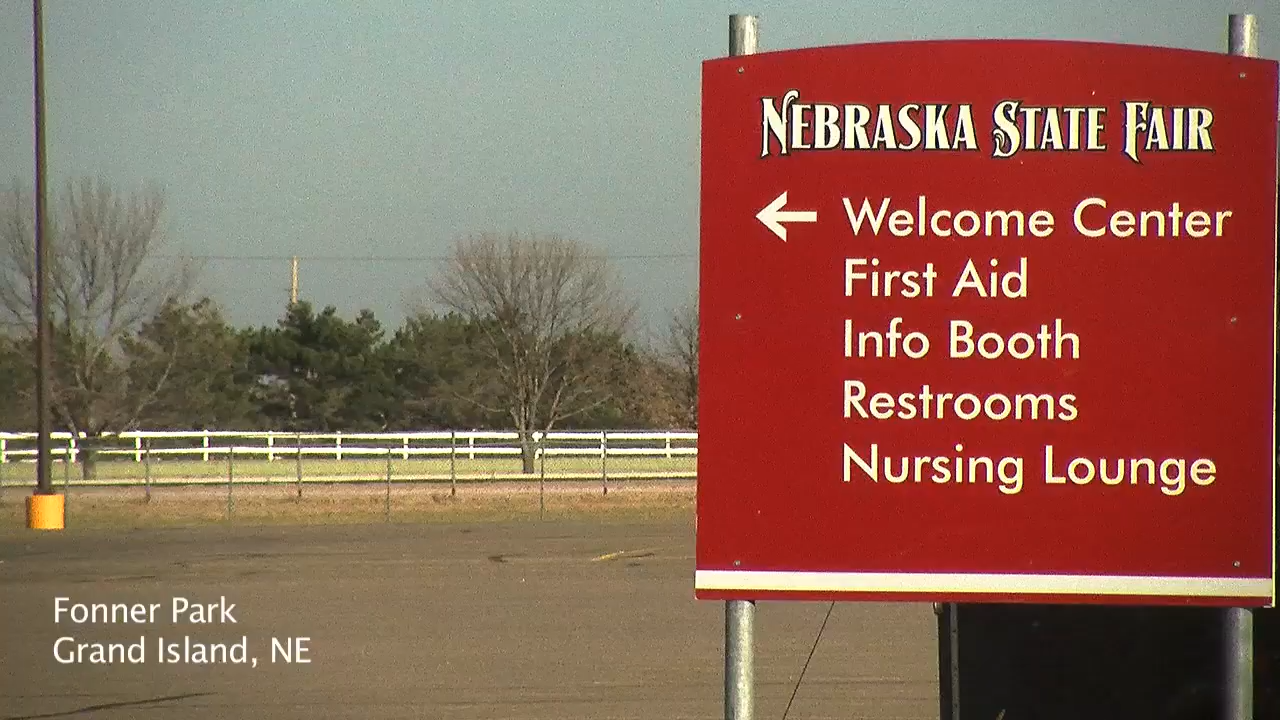 Nebraska State Fair
← Welcome Center
First Aid
Info Booth
Restrooms
Nursing Lounge
Fonner Park
Grand Island, NE